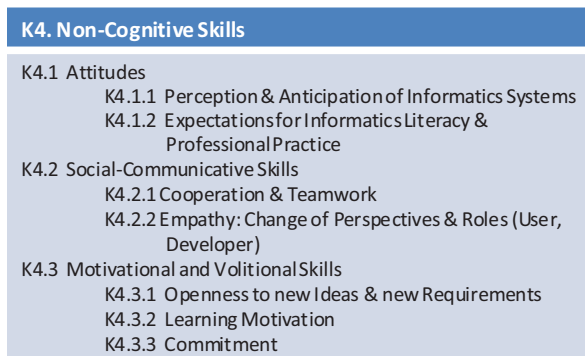 K4. Non-Cognitive Skills
K4.1 Attitudes
K4.1.1 Perception & Anticipation of Informatics Systems
K4.1.2 Expectations for Informatics Literacy &
Professional Practice
K4.2 Social-Communicative Skills
K4.2.1 Cooperation & Teamwork
K4.2.2 Empathy: Change of Perspectives & Roles (User,
Developer)
K4.3 Motivational and Volitional Skills
K4.3.1 Openness to new Ideas & new Requirements
K4.3.2 Learning Motivation
K4.3.3 Commitment